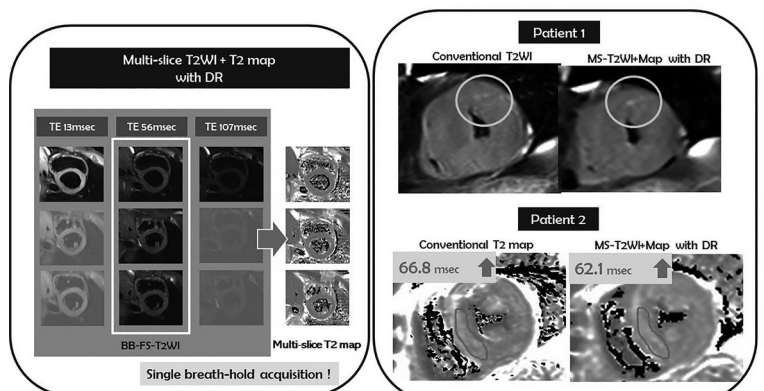 Multi-slice T2WI + T2 map
with DR
TE 13msec
TE 56msec
TE 107msec
BB-FS-T2WI
Multi-slice T2 map
Single breath-hold acquisition !
Patient 1
Conventional T2WI
MS-T2WI+Map with DR
Patient 2
Conventional T2 map
MS-T2WI+Map with DR
66.8 msec
62.1 msec